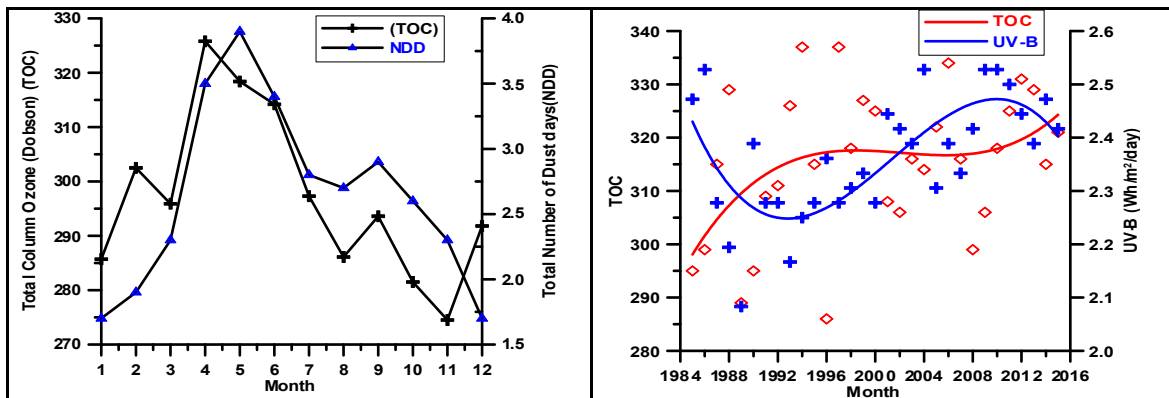 Total Column Ozone (Dobson) (TOC)
330
320
310
300
290
280
270
(TOC)
NDD
4.0
3.5
3.0
2.5
2.0
1.5
Total Number of Dust days(NDD)
1 2 3 4 5 6 7 8 9 10 11 12
Month
TOC
340
330
320
310
300
290
280
TOC
UV-B
2.6
2.5
2.4
2.3
2.2
2.1
2.0
UV-B (Wh/m²/day)
1984 1988 1992 1996 2000 2004 2008 2012 2016
Month